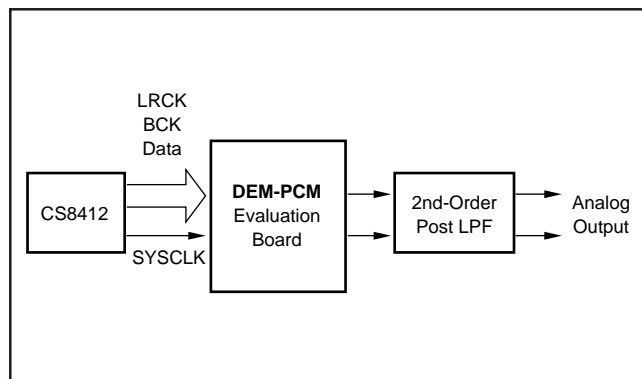 LRCK
BCK
Data
CS8412
SYSCLK
DEM-PCM
Evaluation
Board
2nd-Order
Post LPF
Analog
Output